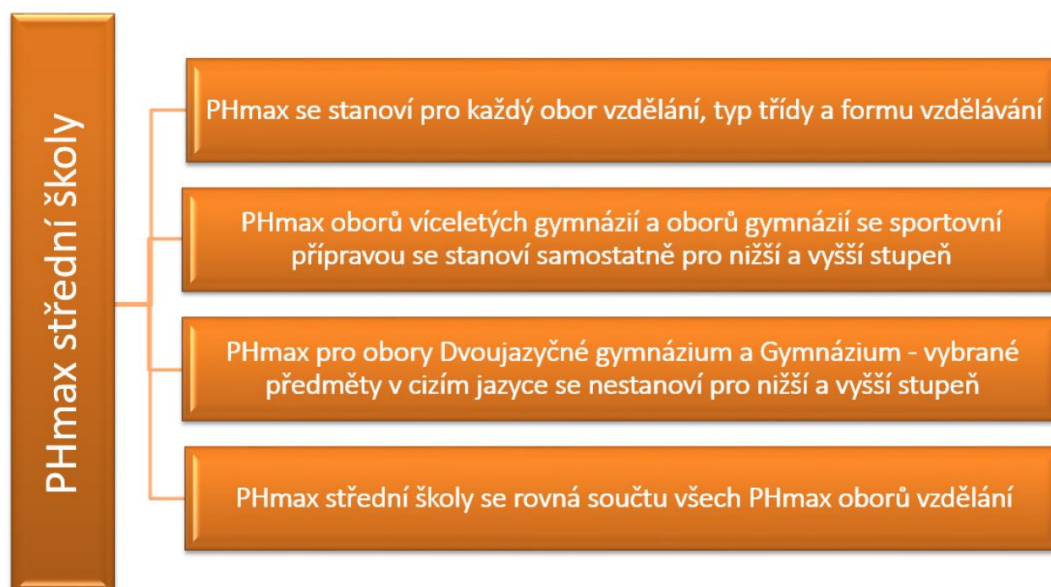 PHmax střední školy
PHmax se stanoví pro každý obor vzdělání, typ třídy a formu vzdělávání
PHmax oborů víceletých gymnázií a oborů gymnázií se sportovní
přípravou se stanoví samostatně pro nižší a vyšší stupeň
PHmax pro obory Dvoujazyčné gymnázium a Gymnázium - vybrané
předměty v cizím jazyce se nestanoví pro nižší a vyšší stupeň
PHmax střední školy se rovná součtu všech PHmax oborů vzdělání